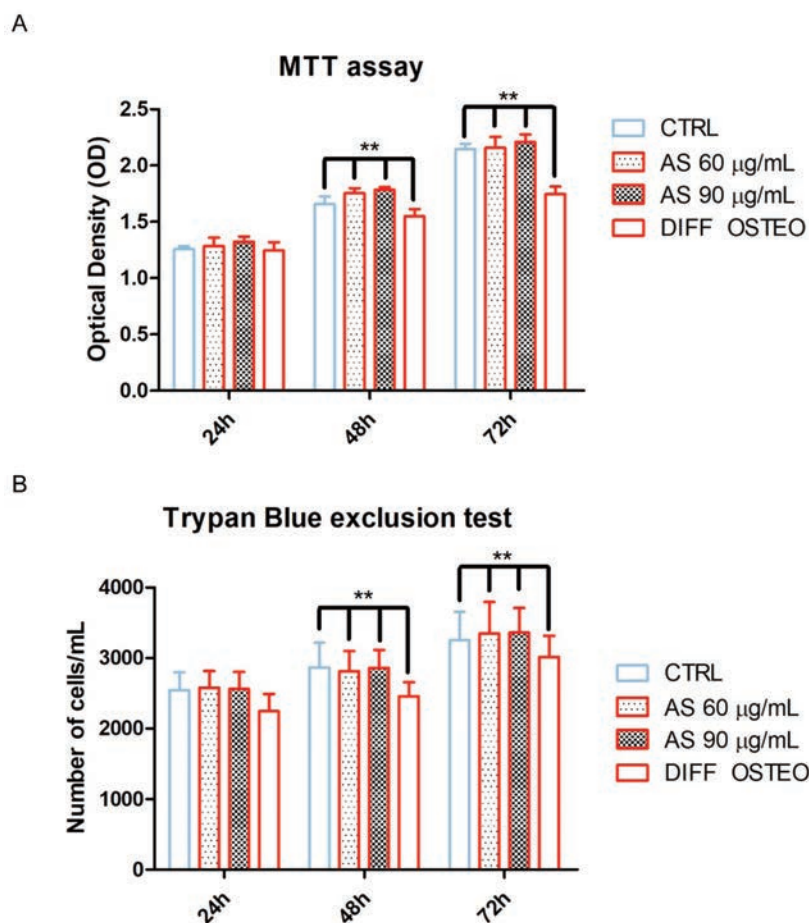 A
MTT assay
Optical Density (OD)
2.5
2.0
1.5
1.0
0.5
0.0
**
**
24h
48h
72h
CTRL
AS 60 μg/mL
AS 90 μg/mL
DIFF OSTEO
B
Trypan Blue exclusion test
Number of cells/mL
4000
3000
2000
1000
0
**
**
24h
48h
72h
CTRL
AS 60 μg/mL
AS 90 μg/mL
DIFF OSTEO